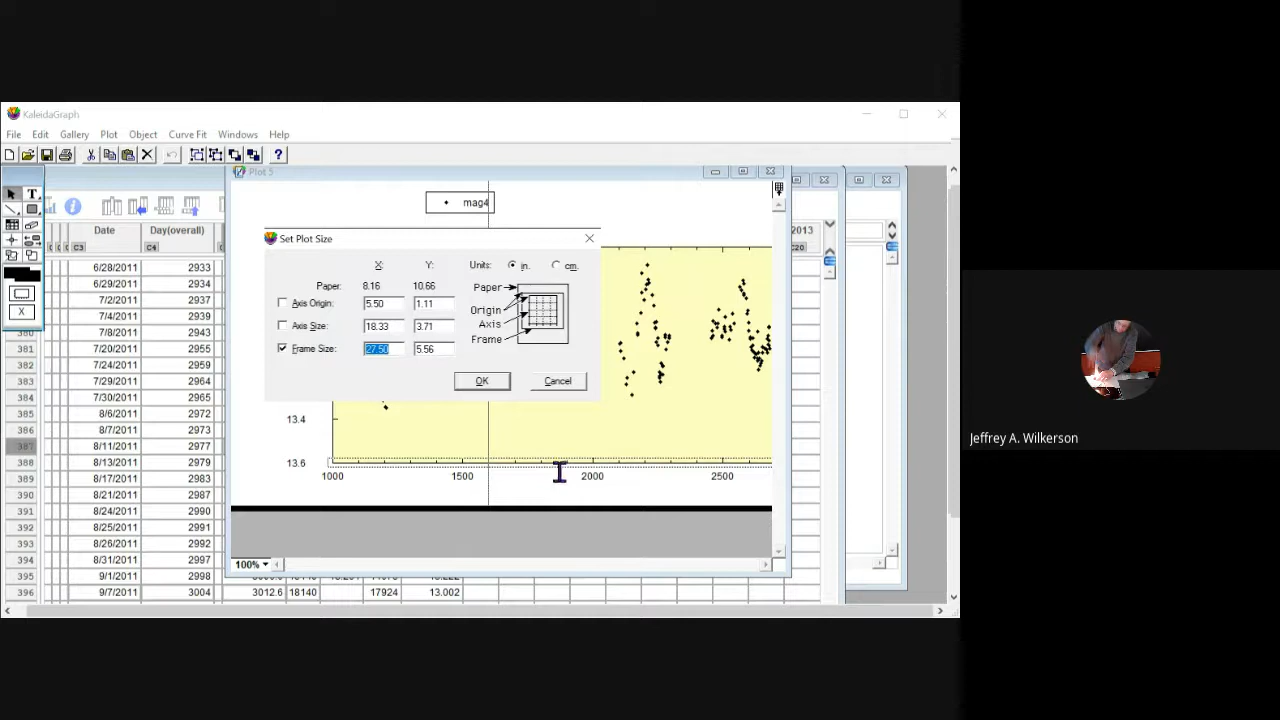 KaleidaGraph
File Edit Gallery Plot Object Curve Fit Windows Help
Plot 5
T
mag4
Set Plot Size
X: Y: Units: in. cm.
Paper: 8.16 10.66 Paper
Axis Origin: 5.50 1.11 Origin
Axis Size: 18.33 3.71 Axis
Frame Size: 27.50 5.56 Frame
OK Cancel
13.4
13.6
1000 1500 2000 2500
100%
X
Date Day(overall) 2013
C3 C4 C20
6/28/2011 2933
6/29/2011 2934
7/2/2011 2937
7/4/2011 2939
7/8/2011 2943
381 7/20/2011 2955
382 7/24/2011 2959
383 7/29/2011 2964
384 7/30/2011 2965
385 8/6/2011 2972
386 8/7/2011 2973
387 8/11/2011 2977
388 8/13/2011 2979
389 8/17/2011 2983
390 8/21/2011 2987
391 8/24/2011 2990
392 8/25/2011 2991
393 8/26/2011 2992
394 8/31/2011 2997
395 9/1/2011 2998
396 9/7/2011 3004 3012.6 18140 17924 13.002
Jeffrey A. Wilkerson